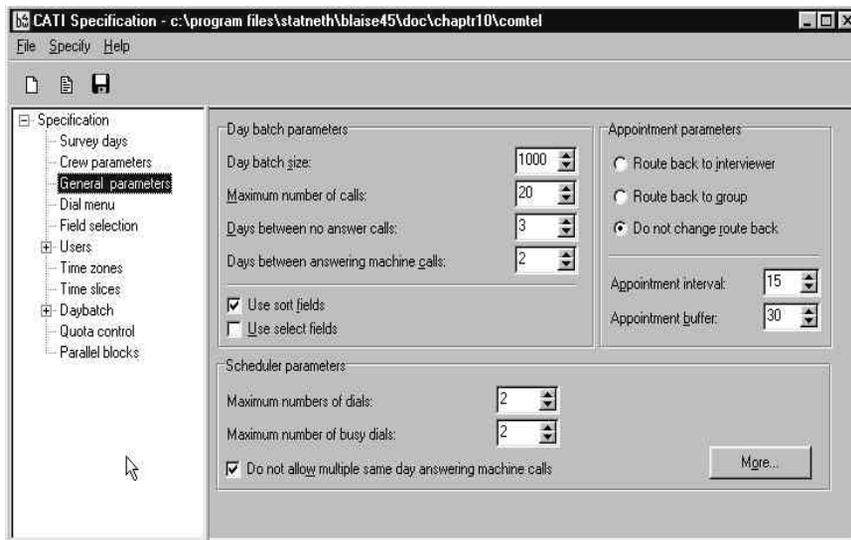 CATI Specification - c:\program files\statneth\blaise45\doc\chaptr10\comtel
File Specify Help
Specification
Survey days
Crew parameters
General parameters
Dial menu
Field selection
Users
Time zones
Time slices
Daybatch
Quota control
Parallel blocks
Day batch parameters
Day batch size: 1000
Maximum number of calls: 20
Days between no answer calls: 3
Days between answering machine calls: 2
Use sort fields
Use select fields
Appointment parameters
Route back to interviewer
Route back to group
Do not change route back
Appointment interval: 15
Appointment buffer: 30
Scheduler parameters
Maximum numbers of dials: 2
Maximum number of busy dials: 2
Do not allow multiple same day answering machine calls
More...